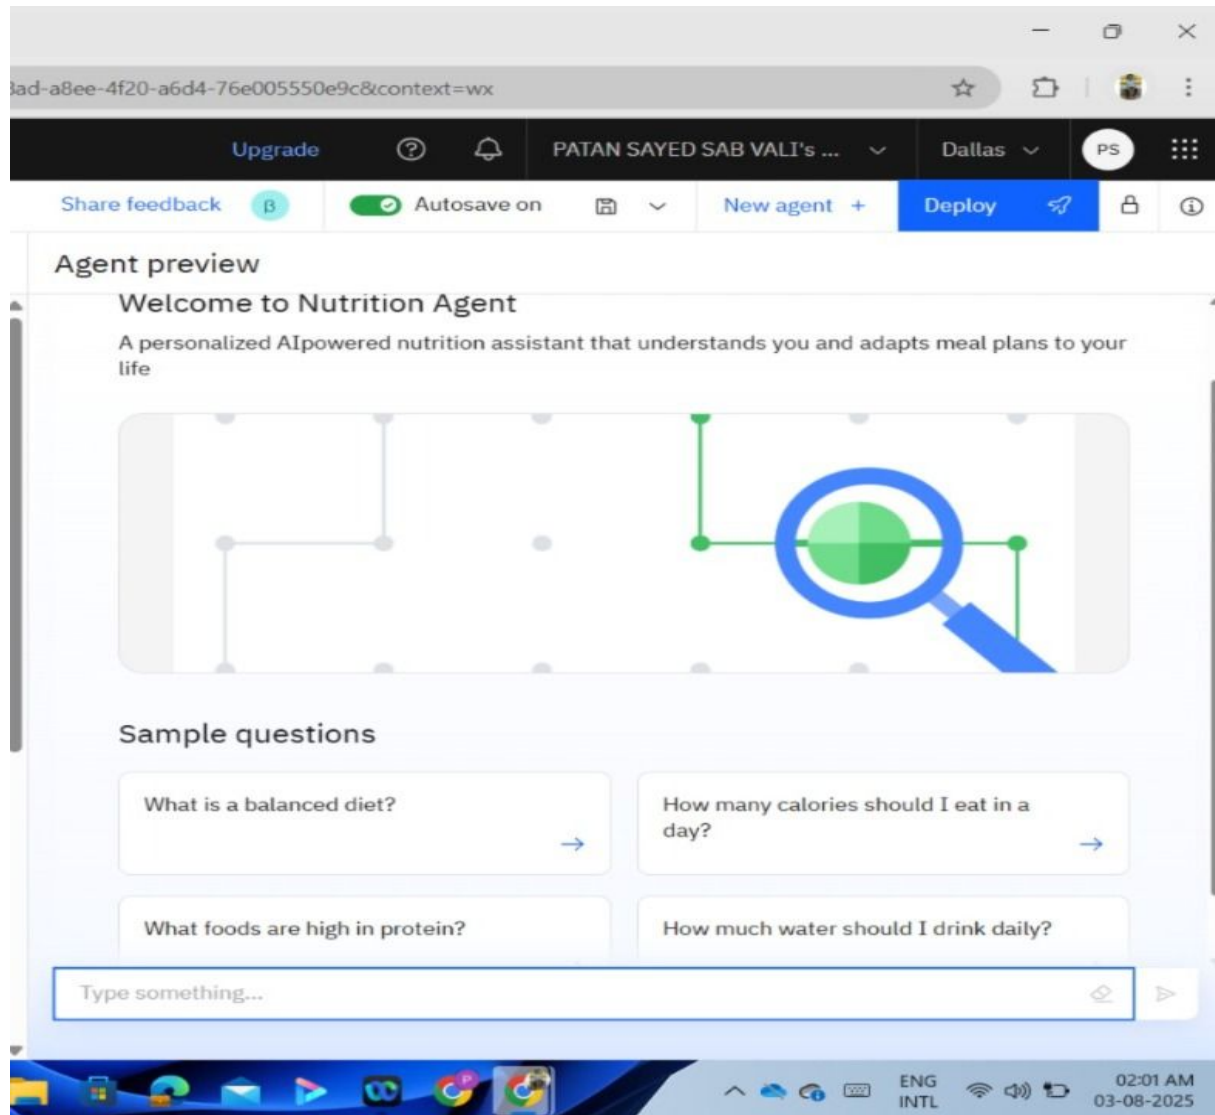 3ad-a8ee-4f20-a6d4-76e005550e9c&context=wx
Upgrade PATAN SAYED SAB VALI's ... Dallas PS
Share feedback β Autosave on New agent + Deploy
Agent preview
Welcome to Nutrition Agent
A personalized AIpowered nutrition assistant that understands you and adapts meal plans to your
life
Sample questions
What is a balanced diet?
How many calories should I eat in a
day?
What foods are high in protein?
How much water should I drink daily?
Type something...
ENG
INTL
02:01 AM
03-08-2025